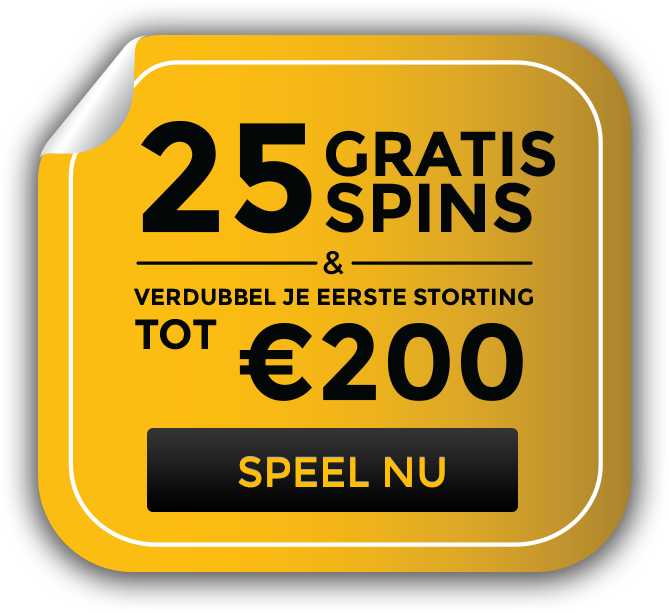 25 GRATIS
SPINS
&
VERDUBBEL JE EERSTE STORTING
TOT €200
SPEEL NU